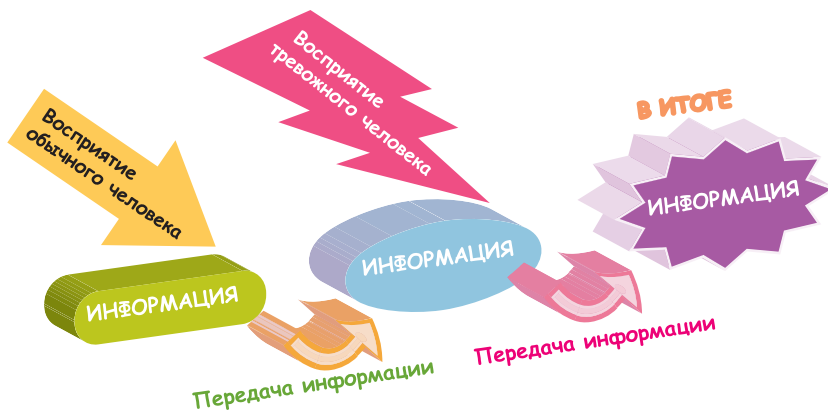 Восприятие
обычного человека
Восприятие
тревожного человека
В ИТОГЕ
ИНФОРМАЦИЯ
ИНФОРМАЦИЯ
ИНФОРМАЦИЯ
Передача информации
Передача информации